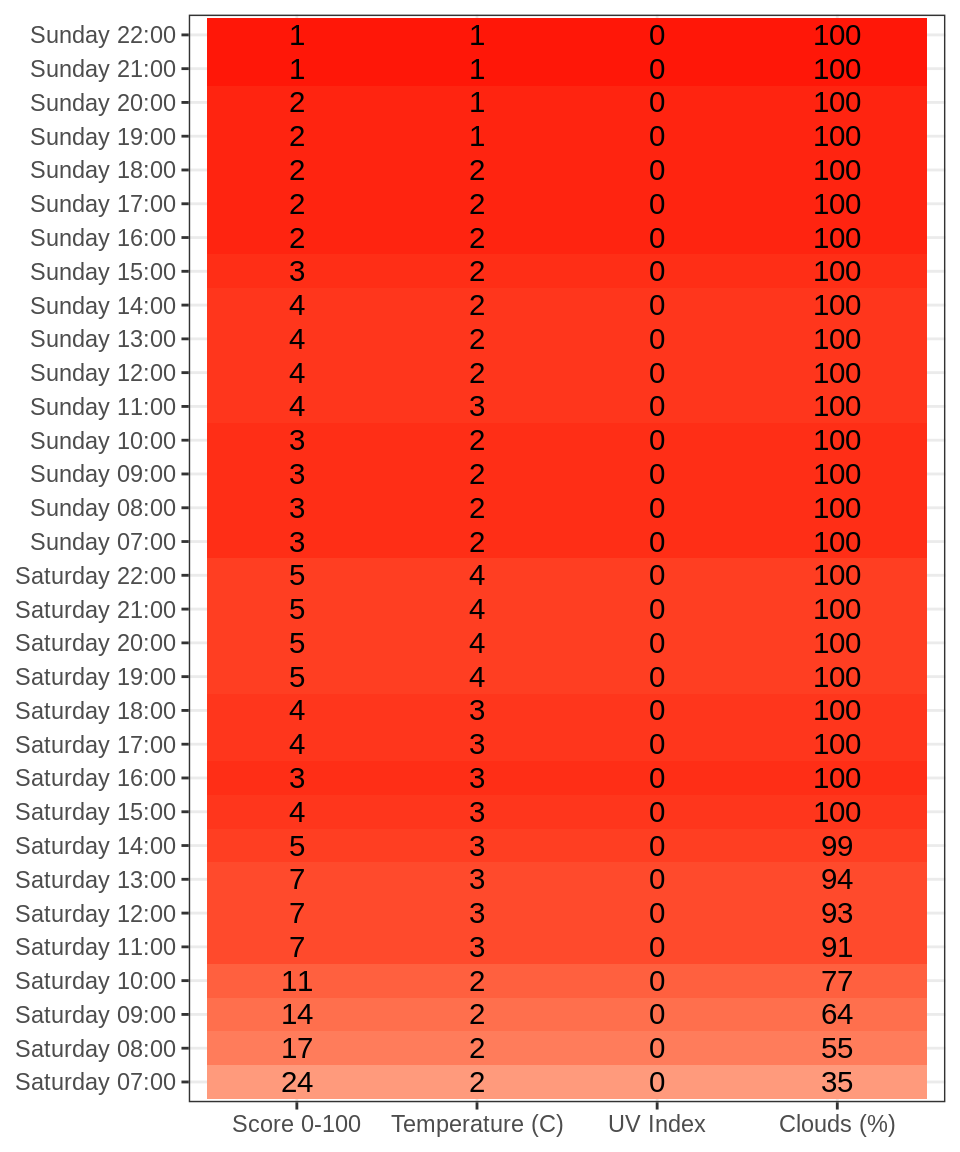 Sunday 22:00 1 1 0 100
Sunday 21:00 1 1 0 100
Sunday 20:00 2 1 0 100
Sunday 19:00 2 1 0 100
Sunday 18:00 2 2 0 100
Sunday 17:00 2 2 0 100
Sunday 16:00 2 2 0 100
Sunday 15:00 3 2 0 100
Sunday 14:00 4 2 0 100
Sunday 13:00 4 2 0 100
Sunday 12:00 4 2 0 100
Sunday 11:00 4 3 0 100
Sunday 10:00 3 2 0 100
Sunday 09:00 3 2 0 100
Sunday 08:00 3 2 0 100
Sunday 07:00 3 2 0 100
Saturday 22:00 5 4 0 100
Saturday 21:00 5 4 0 100
Saturday 20:00 5 4 0 100
Saturday 19:00 5 4 0 100
Saturday 18:00 4 3 0 100
Saturday 17:00 4 3 0 100
Saturday 16:00 3 3 0 100
Saturday 15:00 4 3 0 100
Saturday 14:00 5 3 0 99
Saturday 13:00 7 3 0 94
Saturday 12:00 7 3 0 93
Saturday 11:00 7 3 0 91
Saturday 10:00 11 2 0 77
Saturday 09:00 14 2 0 64
Saturday 08:00 17 2 0 55
Saturday 07:00 24 2 0 35
Score 0-100 Temperature (C) UV Index Clouds (%)